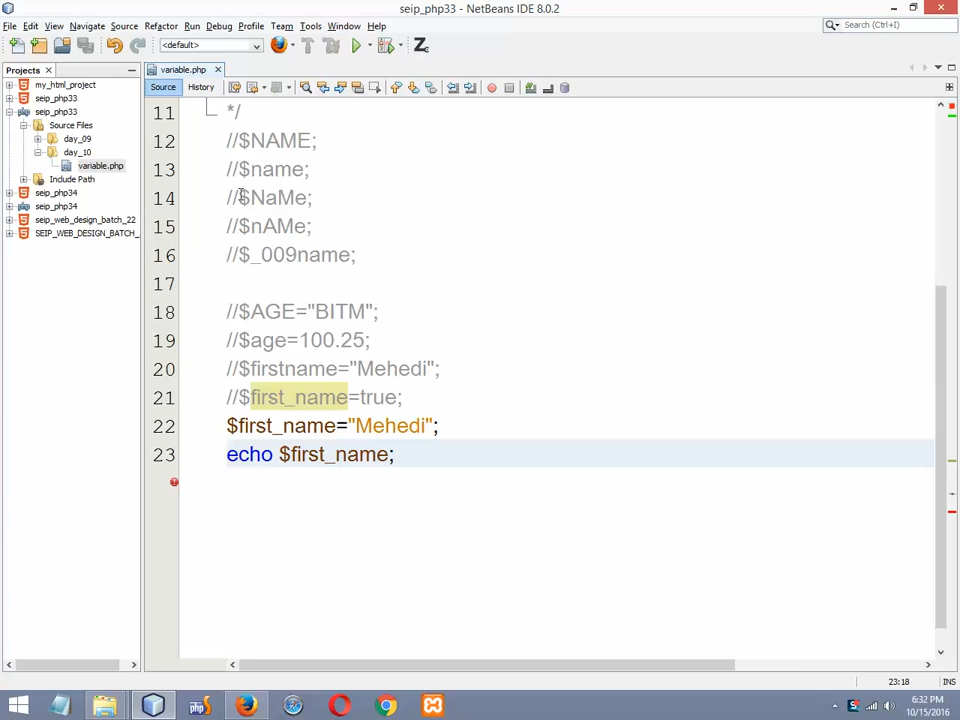 seip_php33 - NetBeans IDE 8.0.2
File Edit View Navigate Source Refactor Run Debug Profile Team Tools Window Help
<default>
Search (Ctrl+I)
Projects
variable.php
Source History
my_html_project
seip_php33
seip_php33
Source Files
day_09
day_10
variable.php
Include Path
seip_php34
seip_php34
seip_web_design_batch_22
SEIP_WEB_DESIGN_BATCH_
11 */
12 //$NAME;
13 //$name;
14 //$NaMe;
15 //$nAMe;
16 //$_009name;
17
18 //$AGE="BITM";
19 //$age=100.25;
20 //$firstname="Mehedi";
21 //$first_name=true;
22 $first_name="Mehedi";
23 echo $first_name;
23:18 INS
php
6:32 PM
10/15/2016